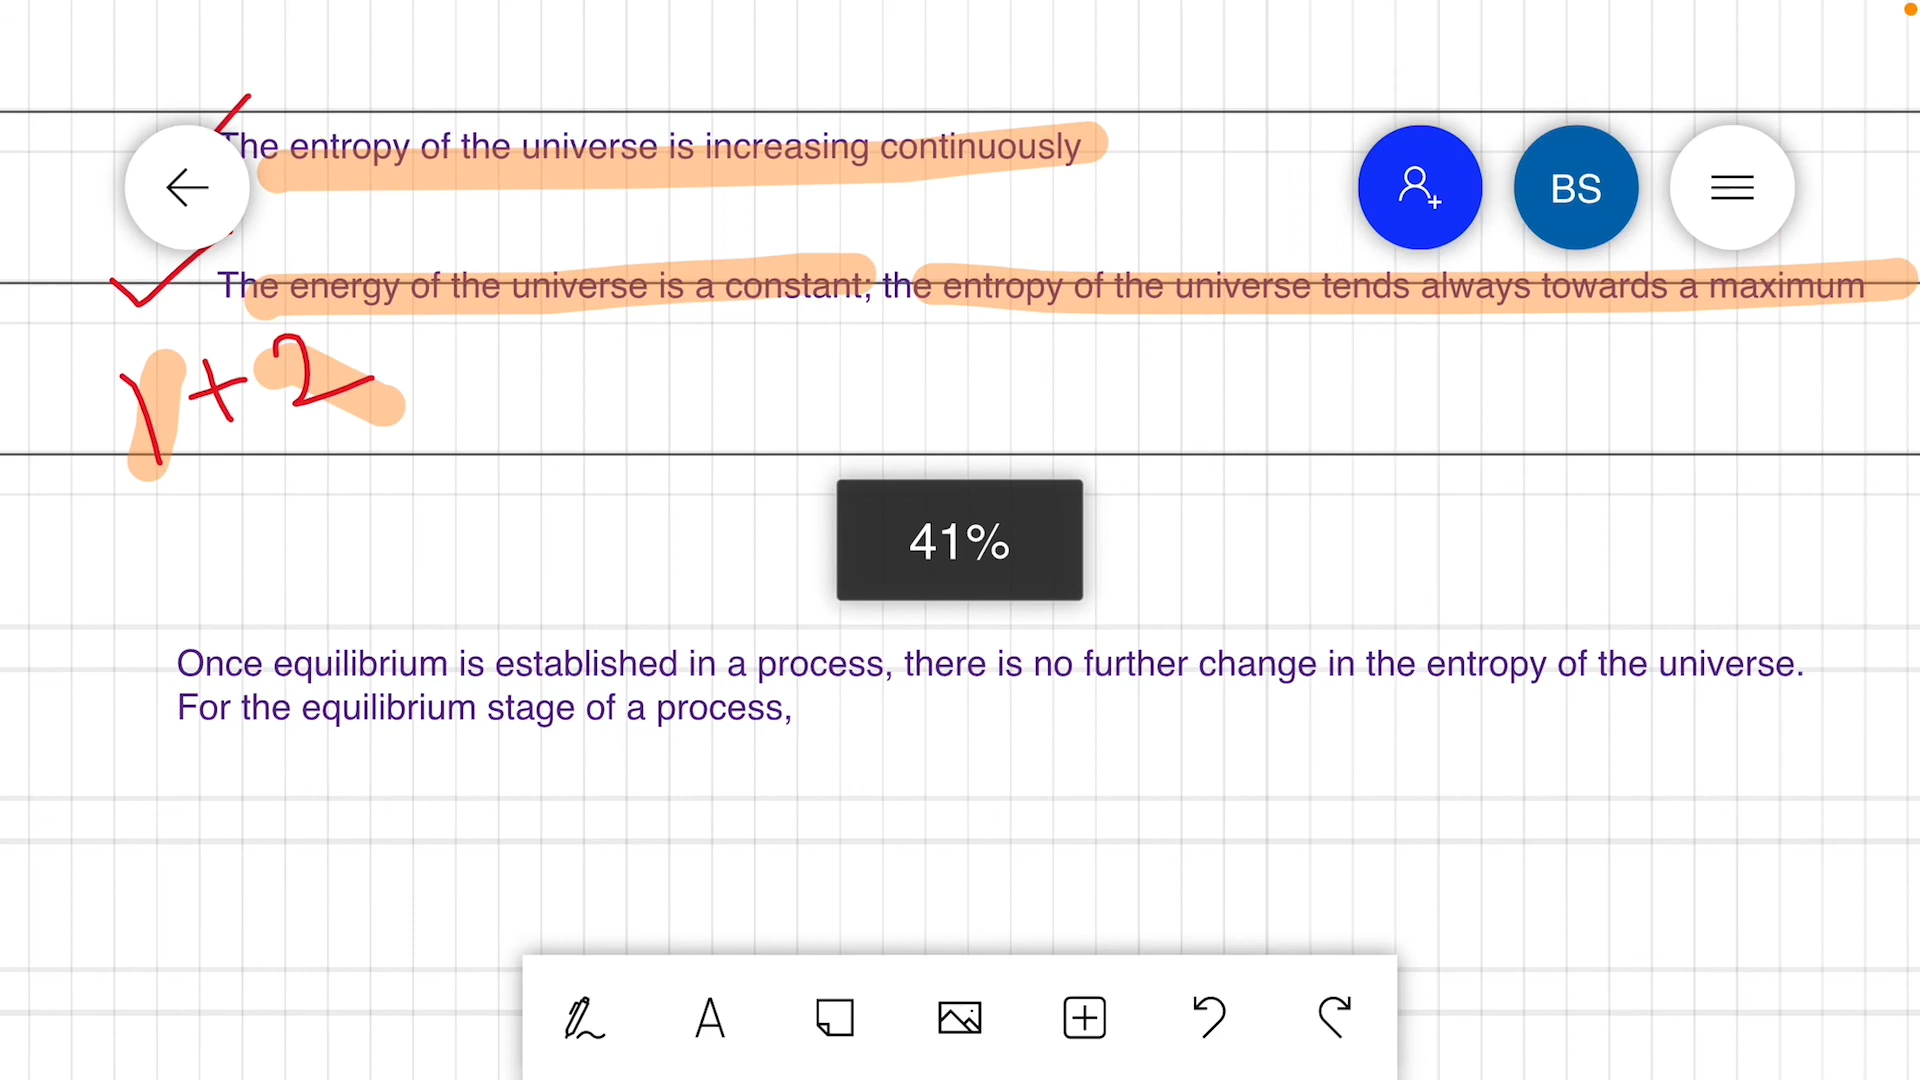 The entropy of the universe is increasing continuously
BS
The energy of the universe is a constant; the entropy of the universe tends always towards a maximum
1+2
41%
Once equilibrium is established in a process, there is no further change in the entropy of the universe.
For the equilibrium stage of a process,
A